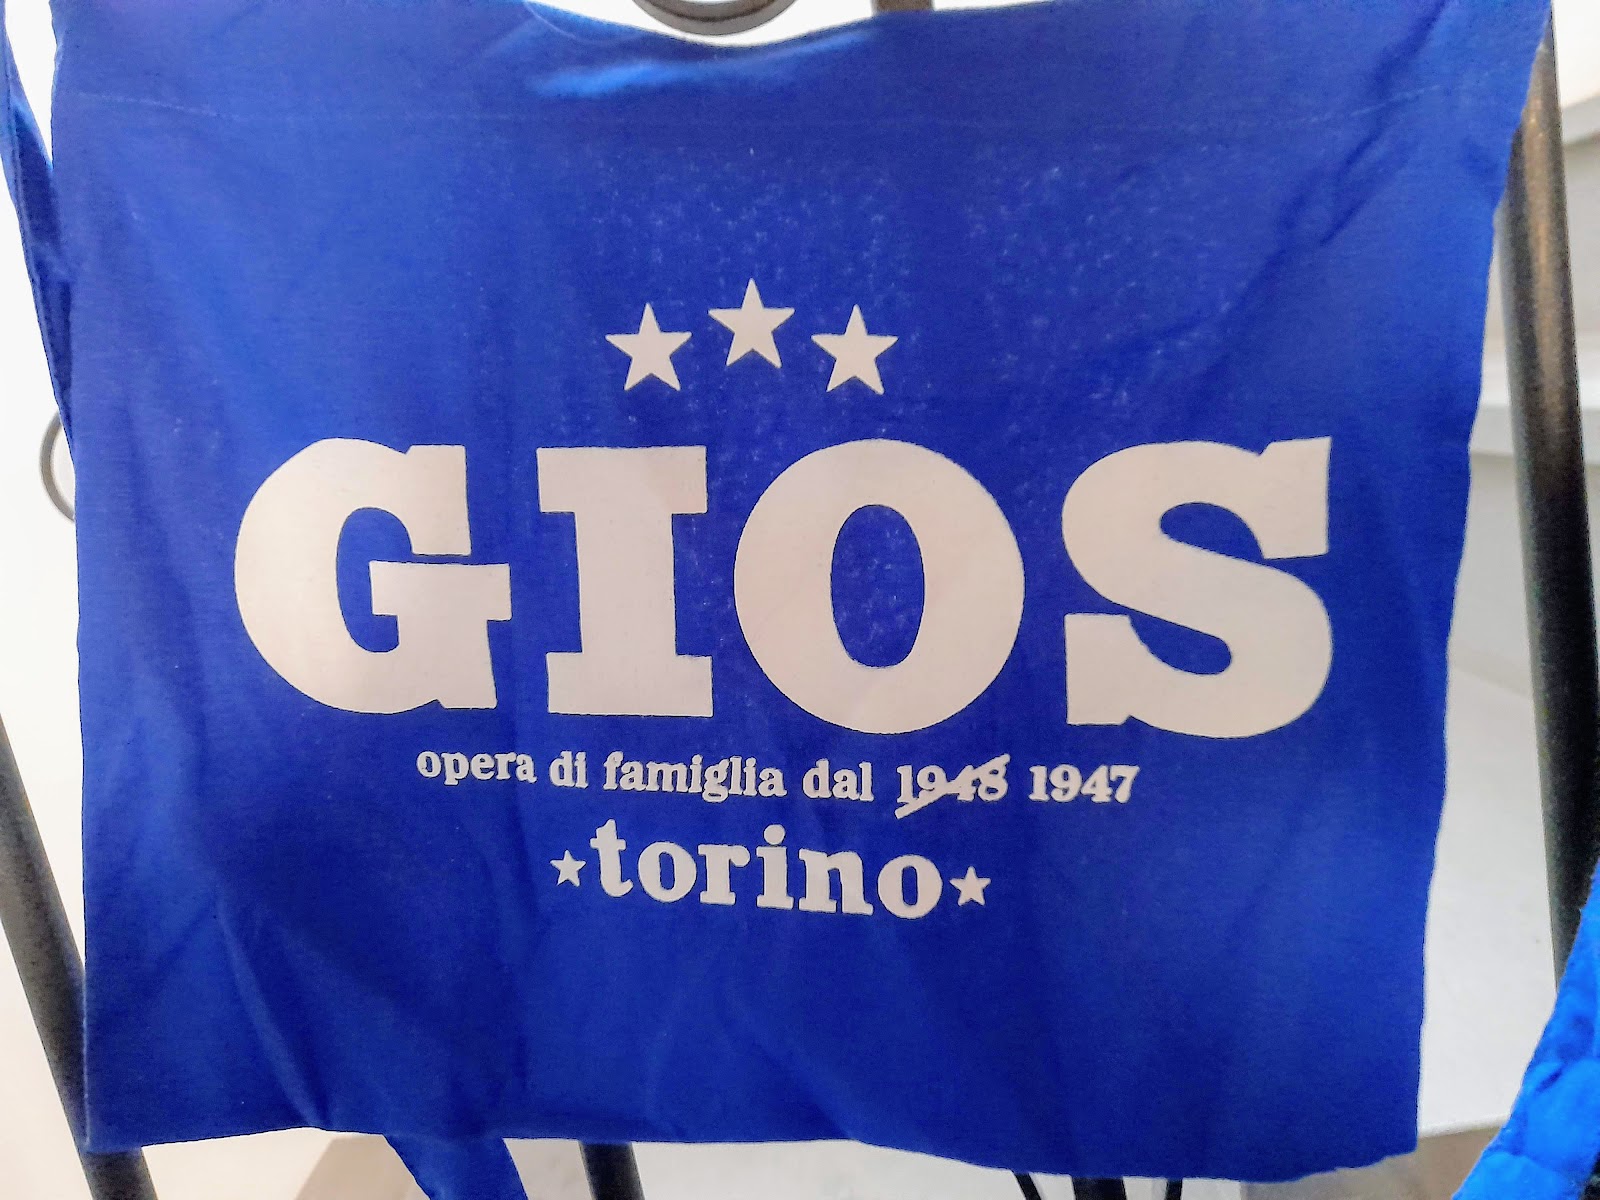 GIOS
opera di famiglia dal 1948 1947
torino